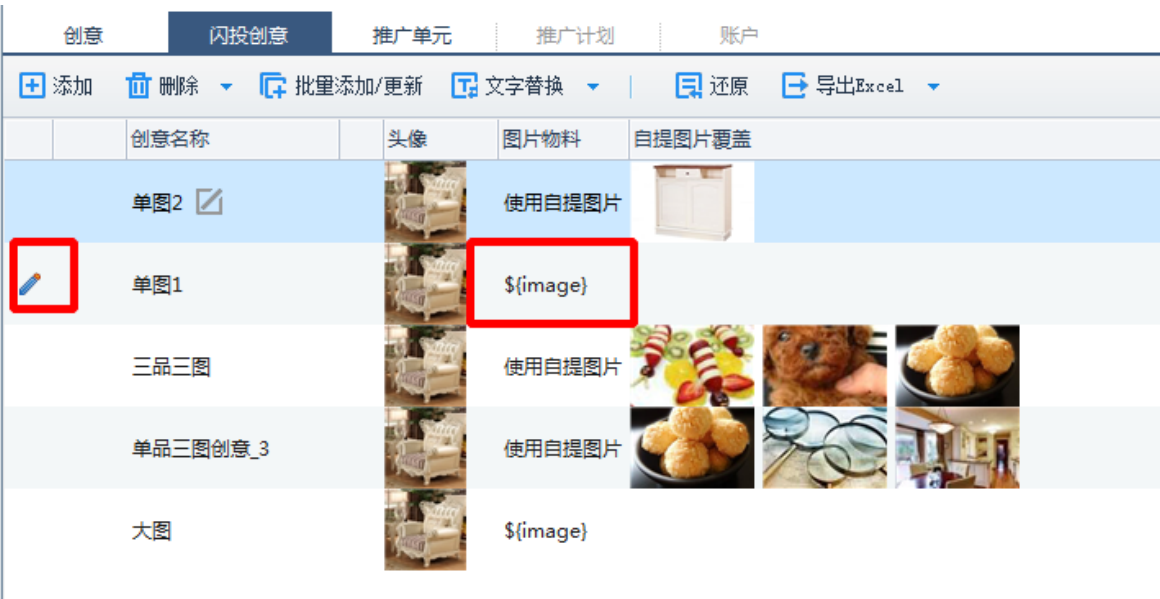 创意 闪投创意 推广单元 推广计划 账户
添加 删除 批量添加/更新 文字替换 还原 导出Excel
创意名称 头像 图片物料 自提图片覆盖
单图2 使用自提图片
单图1 ${image}
三品三图 使用自提图片
单品三图创意_3 使用自提图片
大图 ${image}